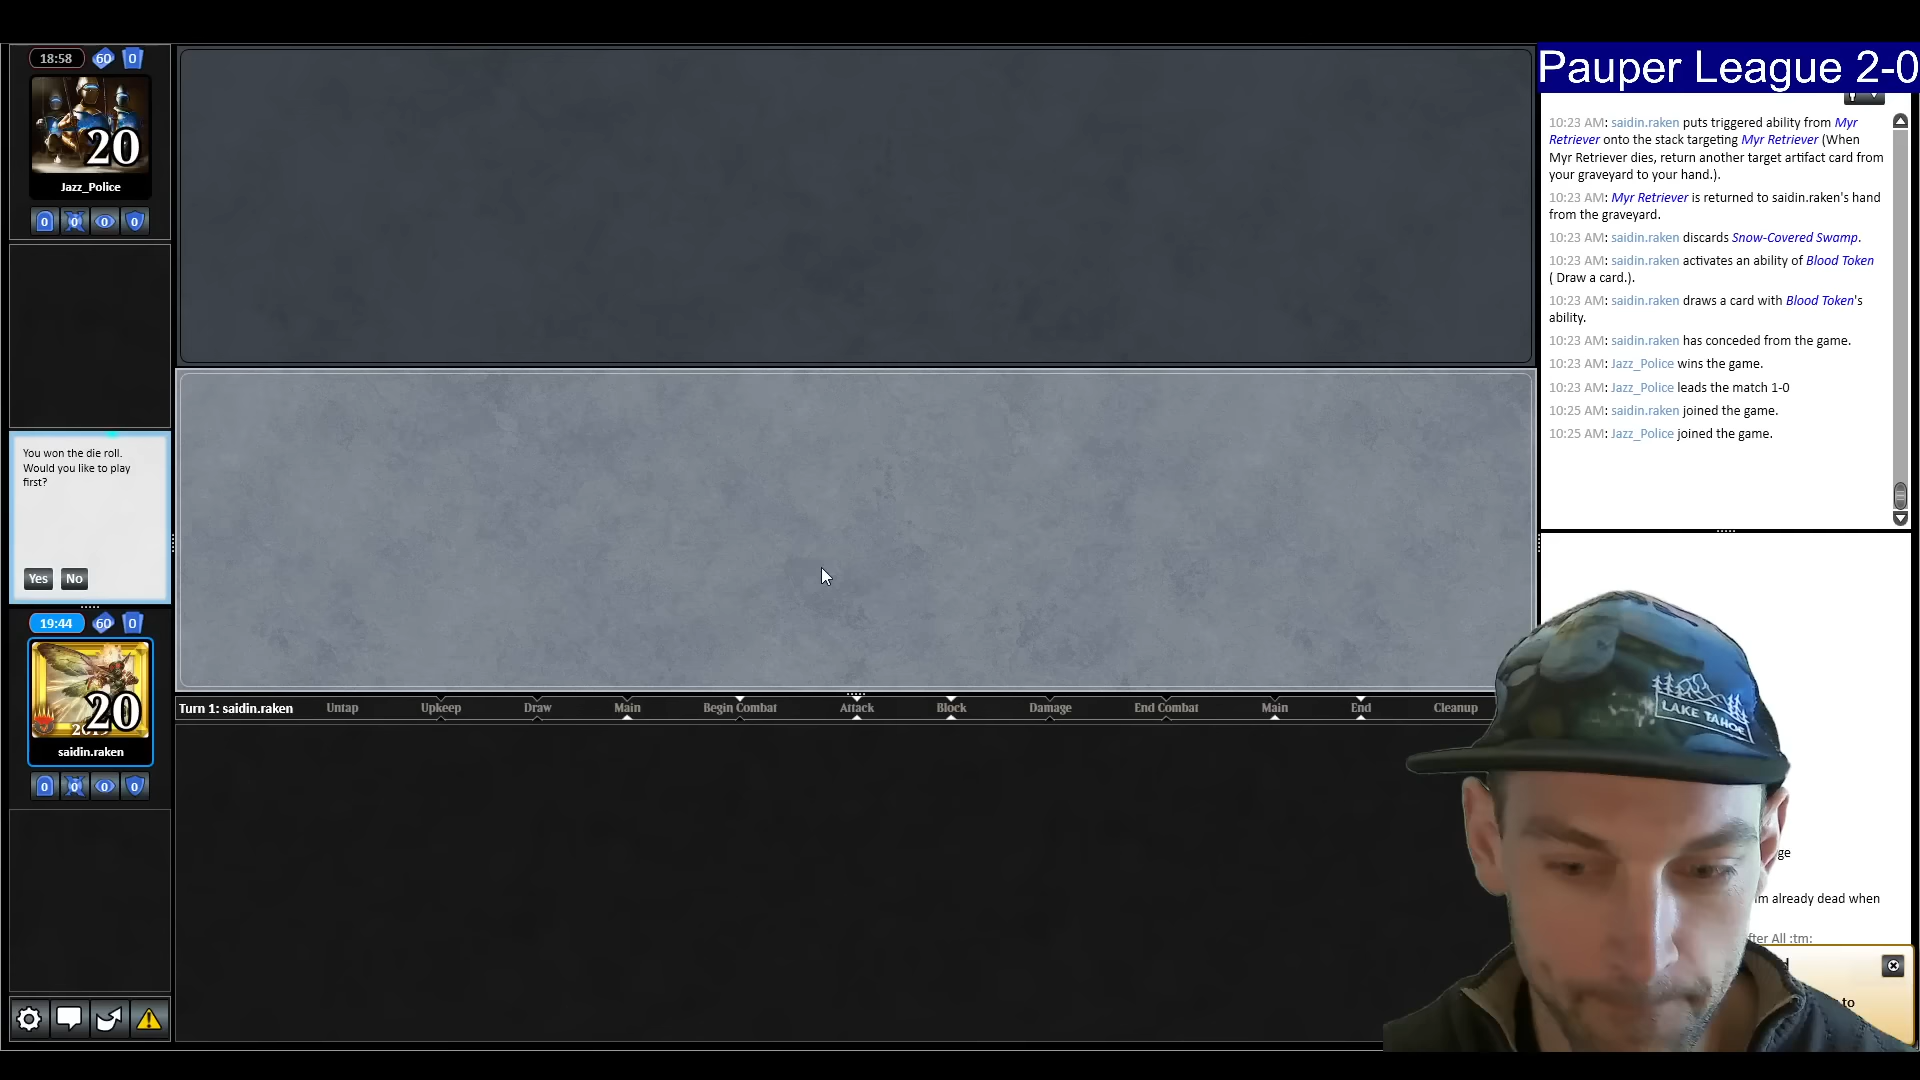 18:58 60 0
20
Jazz_Police
0 0 0 0
You won the die roll.
Would you like to play
first?
Yes No
19:44 60 0
20
saidin.raken
0 0 0 0
Turn 1: saidin.raken Untap Upkeep Draw Main Begin Combat Attack Block Damage End Combat Main End Cleanup
Pauper League 2-0
10:23 AM: saidin.raken puts triggered ability from Myr
Retriever onto the stack targeting Myr Retriever (When
Myr Retriever dies, return another target artifact card from
your graveyard to your hand.).
10:23 AM: Myr Retriever is returned to saidin.raken's hand
from the graveyard.
10:23 AM: saidin.raken discards Snow-Covered Swamp.
10:23 AM: saidin.raken activates an ability of Blood Token
( Draw a card.).
10:23 AM: saidin.raken draws a card with Blood Token's
ability.
10:23 AM: saidin.raken has conceded from the game.
10:23 AM: Jazz_Police wins the game.
10:23 AM: Jazz_Police leads the match 1-0
10:25 AM: saidin.raken joined the game.
10:25 AM: Jazz_Police joined the game.
LAKE TAHOE
im already dead when
All :tm:
to